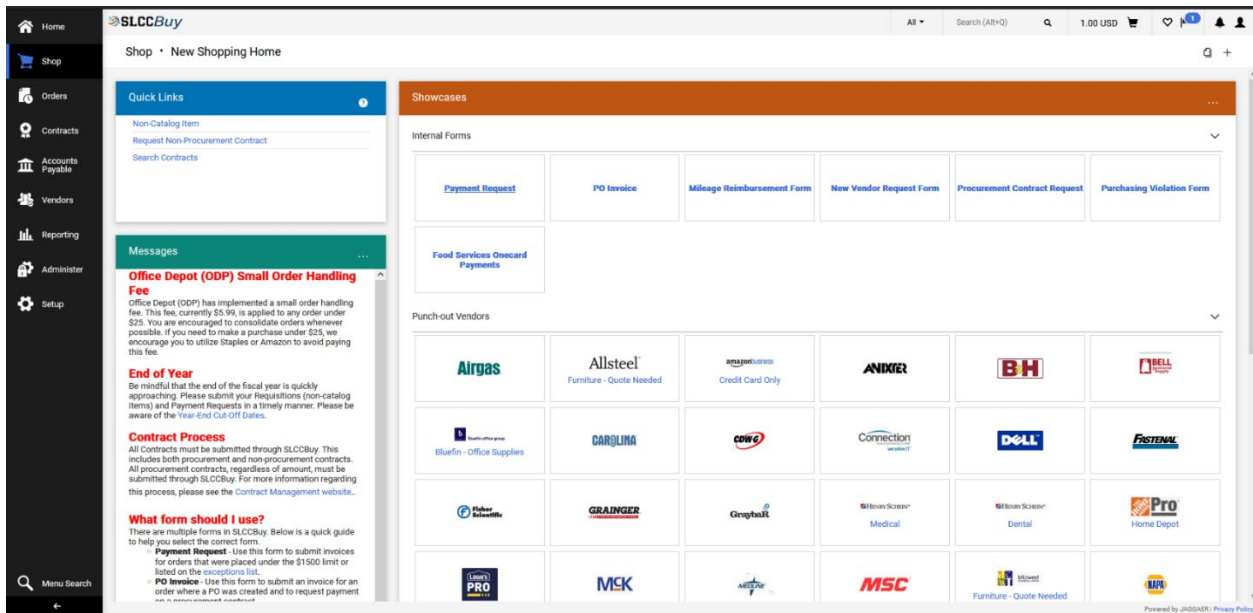 Home
Shop
Orders
Contracts
Accounts
Payable
Vendors
Reporting
Administer
Setup
Menu Search
SLCCBuy
All
Search (Alt+Q)
1.00 USD
1
Shop • New Shopping Home
Quick Links
?
Non-Catalog Item
Request Non-Procurement Contract
Search Contracts
Messages
...
Office Depot (ODP) Small Order Handling
Fee
Office Depot (ODP) has implemented a small order handling
fee. This fee, currently $5.99, is applied to any order under
$25. You are encouraged to consolidate orders whenever
possible. If you need to make a purchase under $25, we
encourage you to utilize Staples or Amazon to avoid paying
this fee.
End of Year
Be mindful that the end of the fiscal year is quickly
approaching. Please submit your Requisitions (non-catalog
items) and Payment Requests in a timely manner. Please be
aware of the Year-End Cut-Off Dates.
Contract Process
All Contracts must be submitted through SLCCBuy. This
includes both procurement and non-procurement contracts.
All procurement contracts, regardless of amount, must be
submitted through SLCCBuy. For more information regarding
this process, please see the Contract Management website..
What form should I use?
There are multiple forms in SLCCBuy. Below is a quick guide
to help you select the correct form.
Payment Request - Use this form to submit invoices
for orders that were placed under the $1500 limit or
listed on the exceptions list.
PO Invoice - Use this form to submit an invoice for an
order where a PO was created and to request payment
on a procurement contract.
Showcases
...
Internal Forms
Payment Request
PO Invoice
Mileage Reimbursement Form
New Vendor Request Form
Procurement Contract Request
Purchasing Violation Form
Food Services Onecard
Payments
Punch-out Vendors
Airgas
Allsteel
Furniture - Quote Needed
amazonbusiness
Credit Card Only
ANIXTER
B&H
BELL
Bluefin - Office Supplies
CAROLINA
CDWG
Connection
DELL
FASTENAL
Fisher
Scientific
GRAINGER
GraybaR
HENRY SCHEIN
Medical
HENRY SCHEIN
Dental
Pro
Home Depot
Lowe's
PRO
MCK
MEDLINE
MSC
Midwest
Furniture - Quote Needed
NAPA
Powered by JAGGAER | Privacy Policy